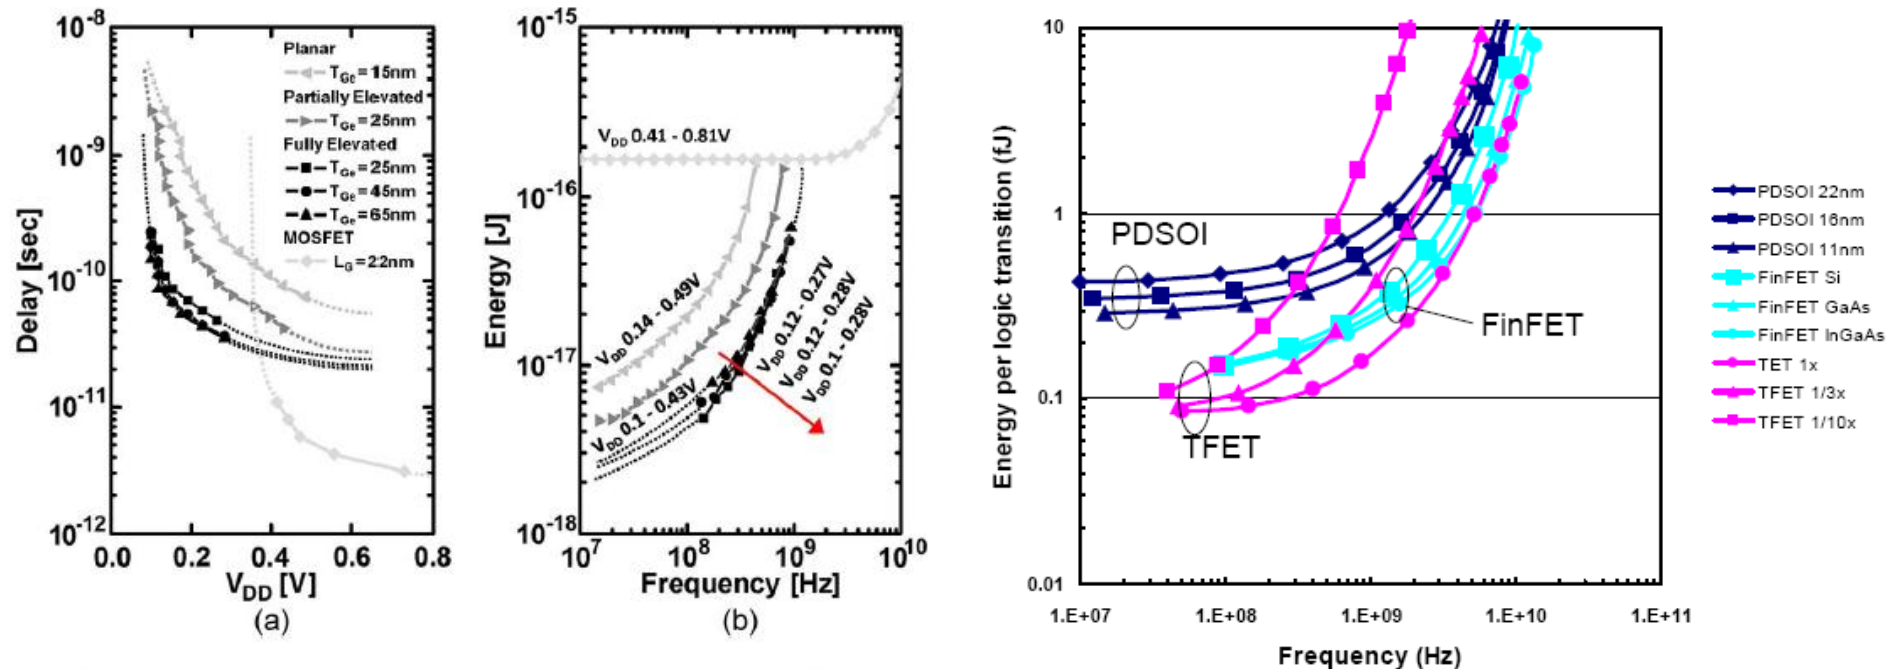 10⁻⁸
10⁻⁹
10⁻¹⁰
10⁻¹¹
10⁻¹²
Delay [sec]
0.0 0.2 0.4 0.6 0.8
V_DD [V]
(a)
Planar
T_Ge = 15nm
Partially Elevated
T_Ge = 25nm
Fully Elevated
T_Ge = 25nm
T_Ge = 45nm
T_Ge = 65nm
MOSFET
L_G = 22nm
10⁻¹⁵
10⁻¹⁶
10⁻¹⁷
10⁻¹⁸
Energy [J]
V_DD 0.41 - 0.81V
V_DD 0.14 - 0.49V
V_DD 0.1 - 0.43V
V_DD 0.12 - 0.27V
V_DD 0.12 - 0.28V
V_DD 0.1 - 0.28V
10⁷ 10⁸ 10⁹ 10¹⁰
Frequency [Hz]
(b)
10
1
0.1
0.01
Energy per logic transition (fJ)
PDSOI
FinFET
TFET
1.E+07 1.E+08 1.E+09 1.E+10 1.E+11
Frequency (Hz)
PDSOI 22nm
PDSOI 16nm
PDSOI 11nm
FinFET Si
FinFET GaAs
FinFET InGaAs
TET 1x
TFET 1/3x
TFET 1/10x